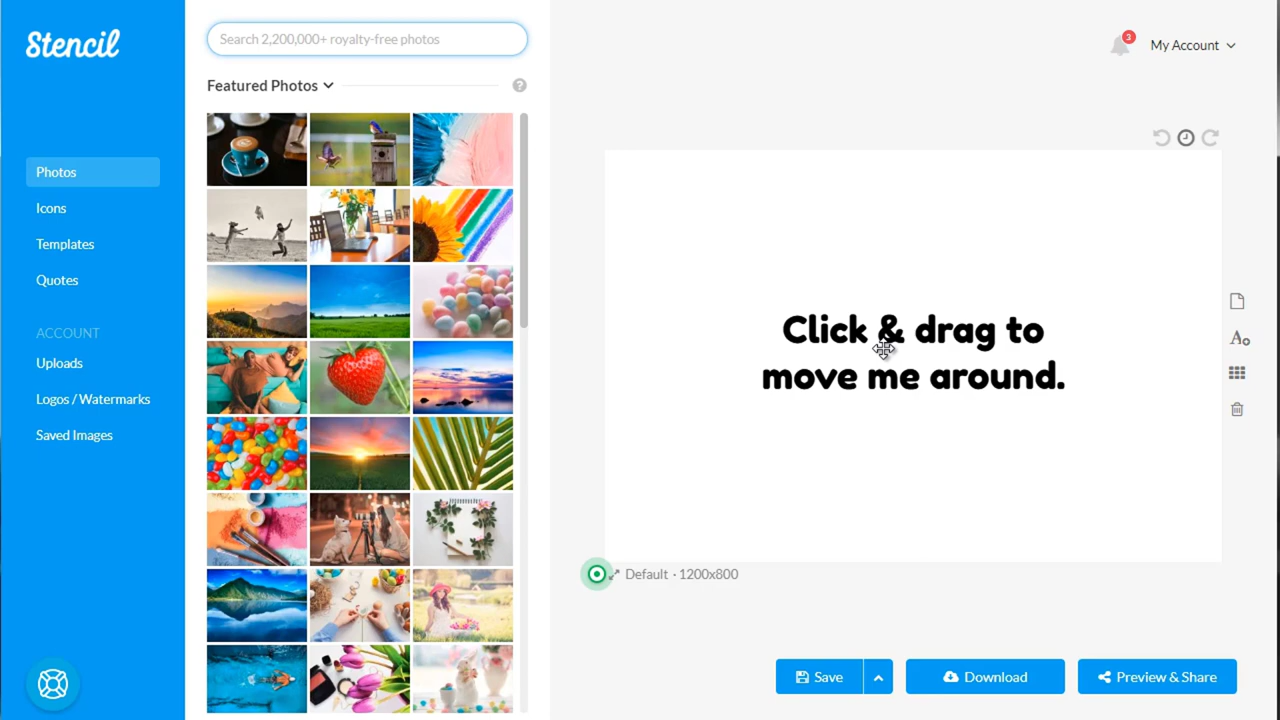 Stencil
Search 2,200,000+ royalty-free photos
3
My Account
Featured Photos
?
Photos
Icons
Templates
Quotes
ACCOUNT
Uploads
Logos / Watermarks
Saved Images
Click & drag to
move me around.
A
Default · 1200x800
Save
Download
Preview & Share